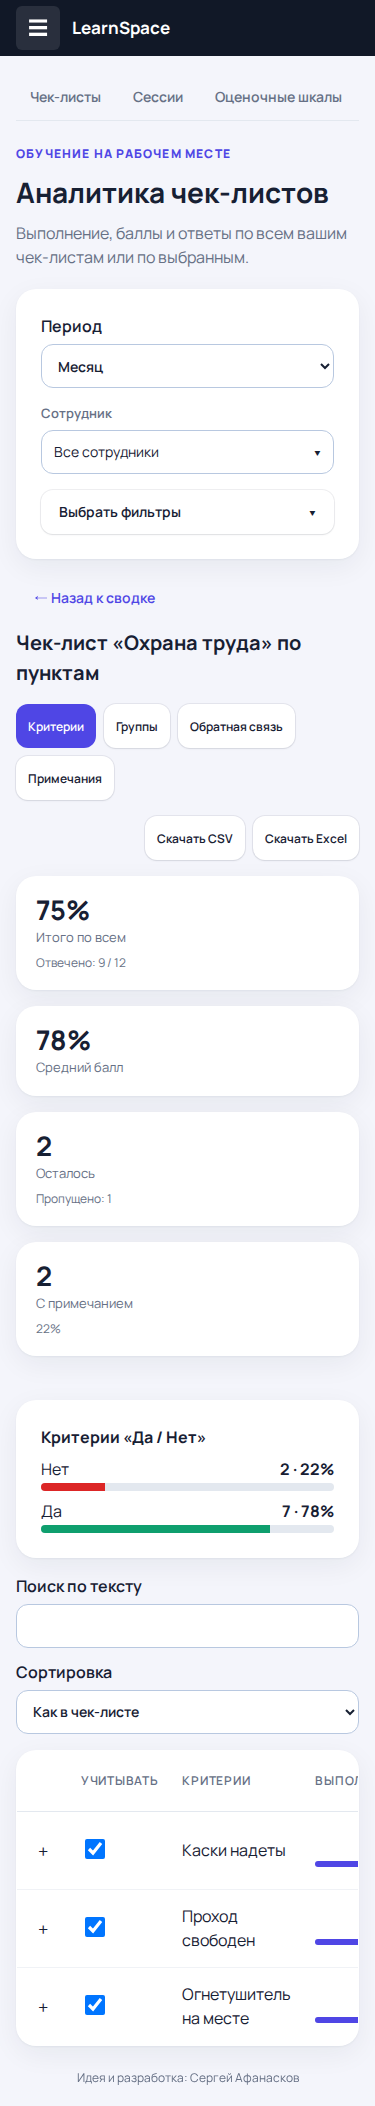 ☰ LearnSpace
Чек-листы Сессии Оценочные шкалы
ОБУЧЕНИЕ НА РАБОЧЕМ МЕСТЕ
Аналитика чек-листов
Выполнение, баллы и ответы по всем вашим
чек-листам или по выбранным.
Период
Месяц
Сотрудник
Все сотрудники
Выбрать фильтры
← Назад к сводке
Чек-лист «Охрана труда» по
пунктам
Критерии Группы Обратная связь
Примечания
Скачать CSV Скачать Excel
75%
Итого по всем
Отвечено: 9 / 12
78%
Средний балл
2
Осталось
Пропущено: 1
2
С примечанием
22%
Критерии «Да / Нет»
Нет 2 · 22%
Да 7 · 78%
Поиск по тексту
Сортировка
Как в чек-листе
УЧИТЫВАТЬ КРИТЕРИИ ВЫПОЛ
+ Каски надеты
+ Проход
свободен
+ Огнетушитель
на месте
Идея и разработка: Сергей Афанасков